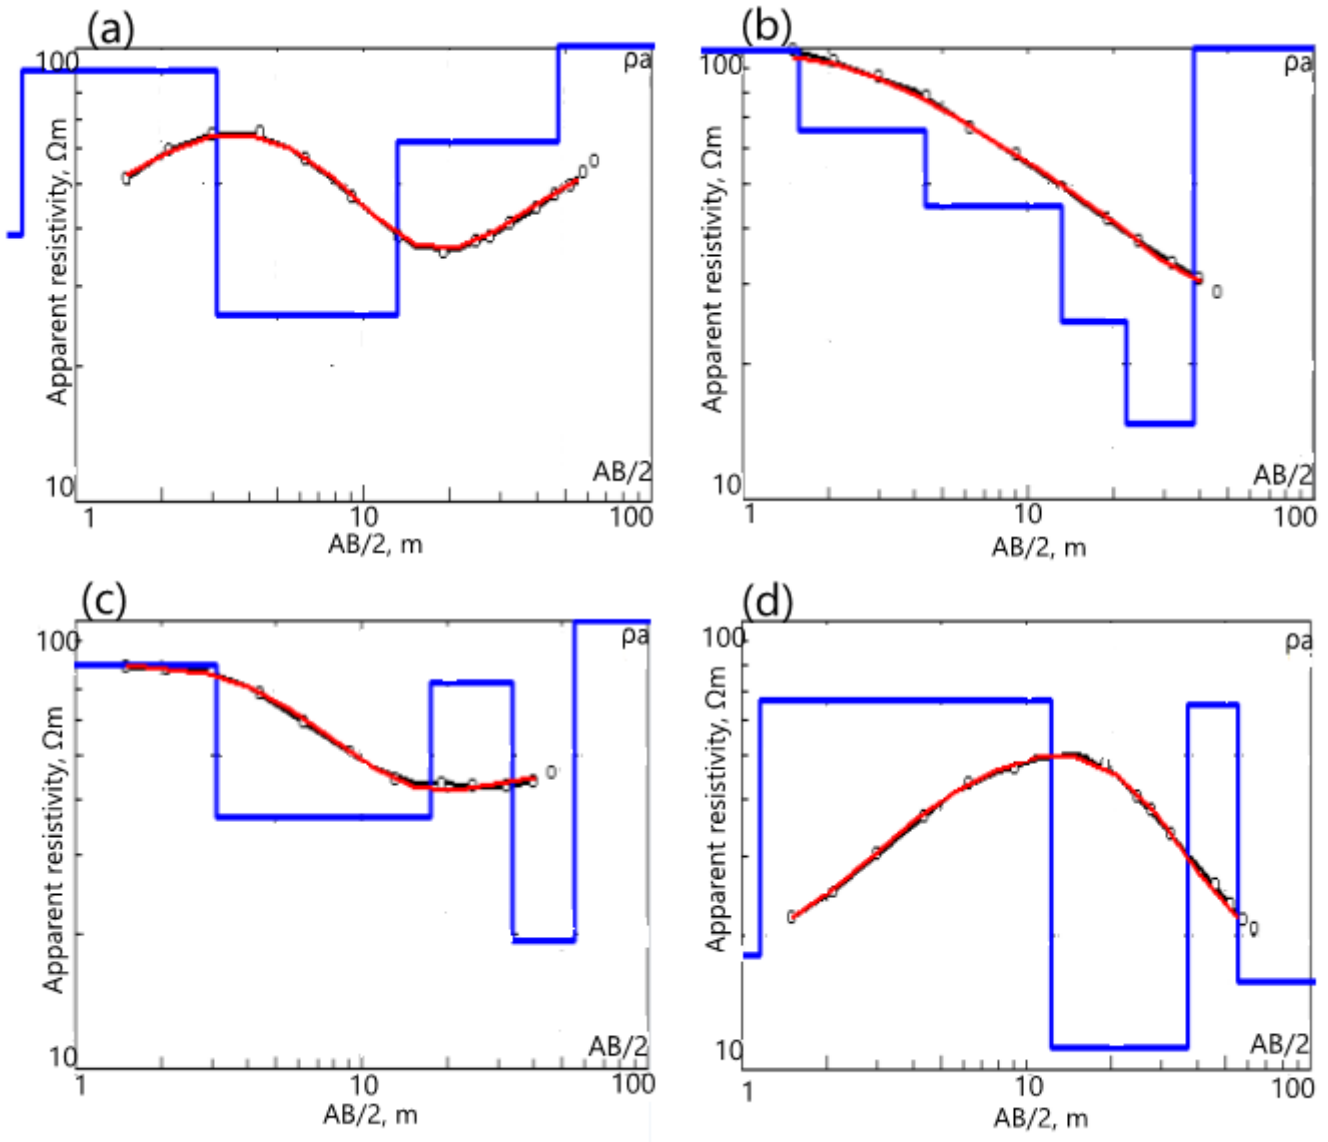 (a)
100
ρa
Apparent resistivity, Ωm
AB/2
10
1
10
100
AB/2, m
(b)
100
ρa
Apparent resistivity, Ωm
AB/2
10
1
10
100
AB/2, m
(c)
100
ρa
Apparent resistivity, Ωm
AB/2
10
1
10
100
AB/2, m
(d)
100
ρa
Apparent resistivity, Ωm
AB/2
10
1
10
100
AB/2, m